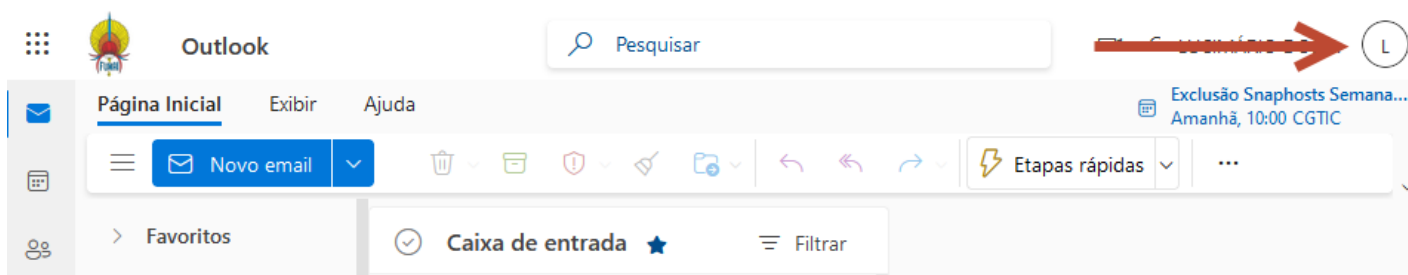 FUNAI
Outlook
Pesquisar
L
Página Inicial Exibir Ajuda
Exclusão Snaphosts Semana...
Amanhã, 10:00 CGTIC
Novo email
Etapas rápidas
Favoritos
Caixa de entrada
Filtrar